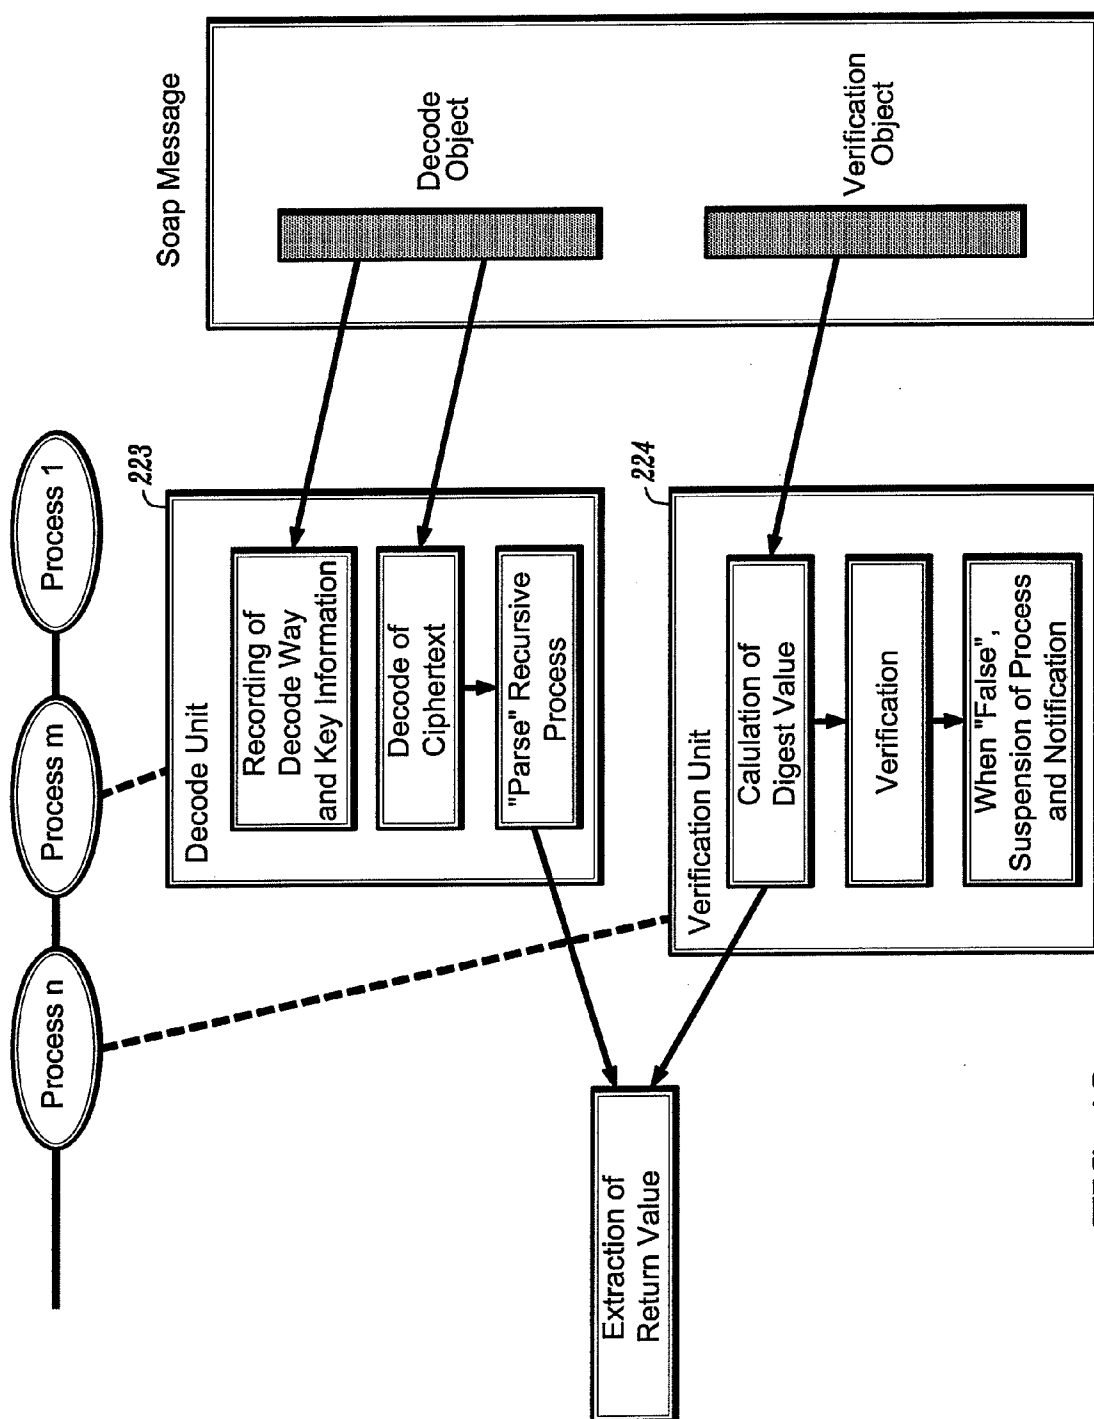 Process n
Process m
Process 1
Soap Message
Decode
Object
Verification
Object
223
Decode Unit
Recording of
Decode Way
and Key Information
Decode of
Ciphertext
"Parse" Recursive
Process
224
Verification Unit
Calulation of
Digest Value
Verification
When "False",
Suspension of Process
and Notification
Extraction of
Return Value